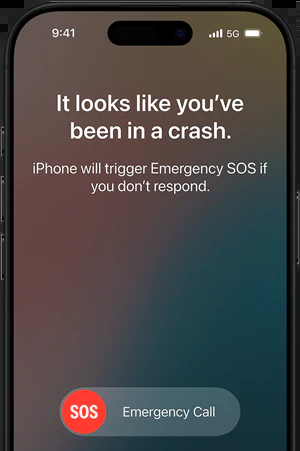 9:41 5G
It looks like you've
been in a crash.
iPhone will trigger Emergency SOS if
you don't respond.
SOS Emergency Call